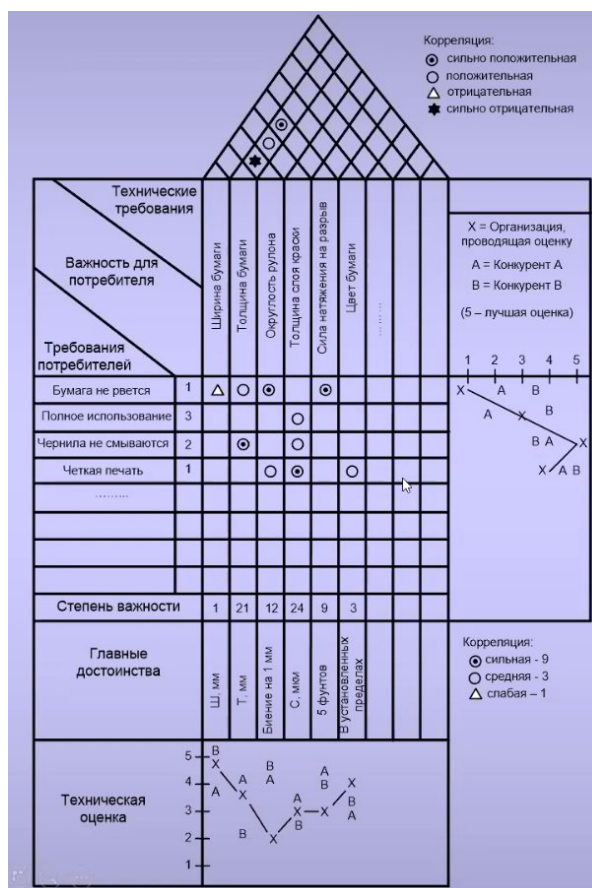 Корреляция:
сильно положительная
положительная
отрицательная
сильно отрицательная
Технические
требования
Важность для
потребителя
Требования
потребителей
Ширина бумаги
Толщина бумаги
Округлость рулона
Толщина слоя краски
Сила натяжения на разрыв
Цвет бумаги
... ...
X = Организация,
проводящая оценку
A = Конкурент A
B = Конкурент B
(5 – лучшая оценка)
1 2 3 4 5
Бумага не рвется 1 X A B
Полное использование 3 A X B
Чернила не смываются 2 B A X
Четкая печать 1 X A B
.........
Степень важности 1 21 12 24 9 3
Главные
достоинства
Ш, мм
Т, мм
Биение на 1 мм
С, мкм
5 фунтов
В установленных
пределах
Корреляция:
сильная - 9
средняя - 3
слабая – 1
Техническая
оценка
5 B X
4 A A X B A A B X
3 A X B X B A
2 B X
1